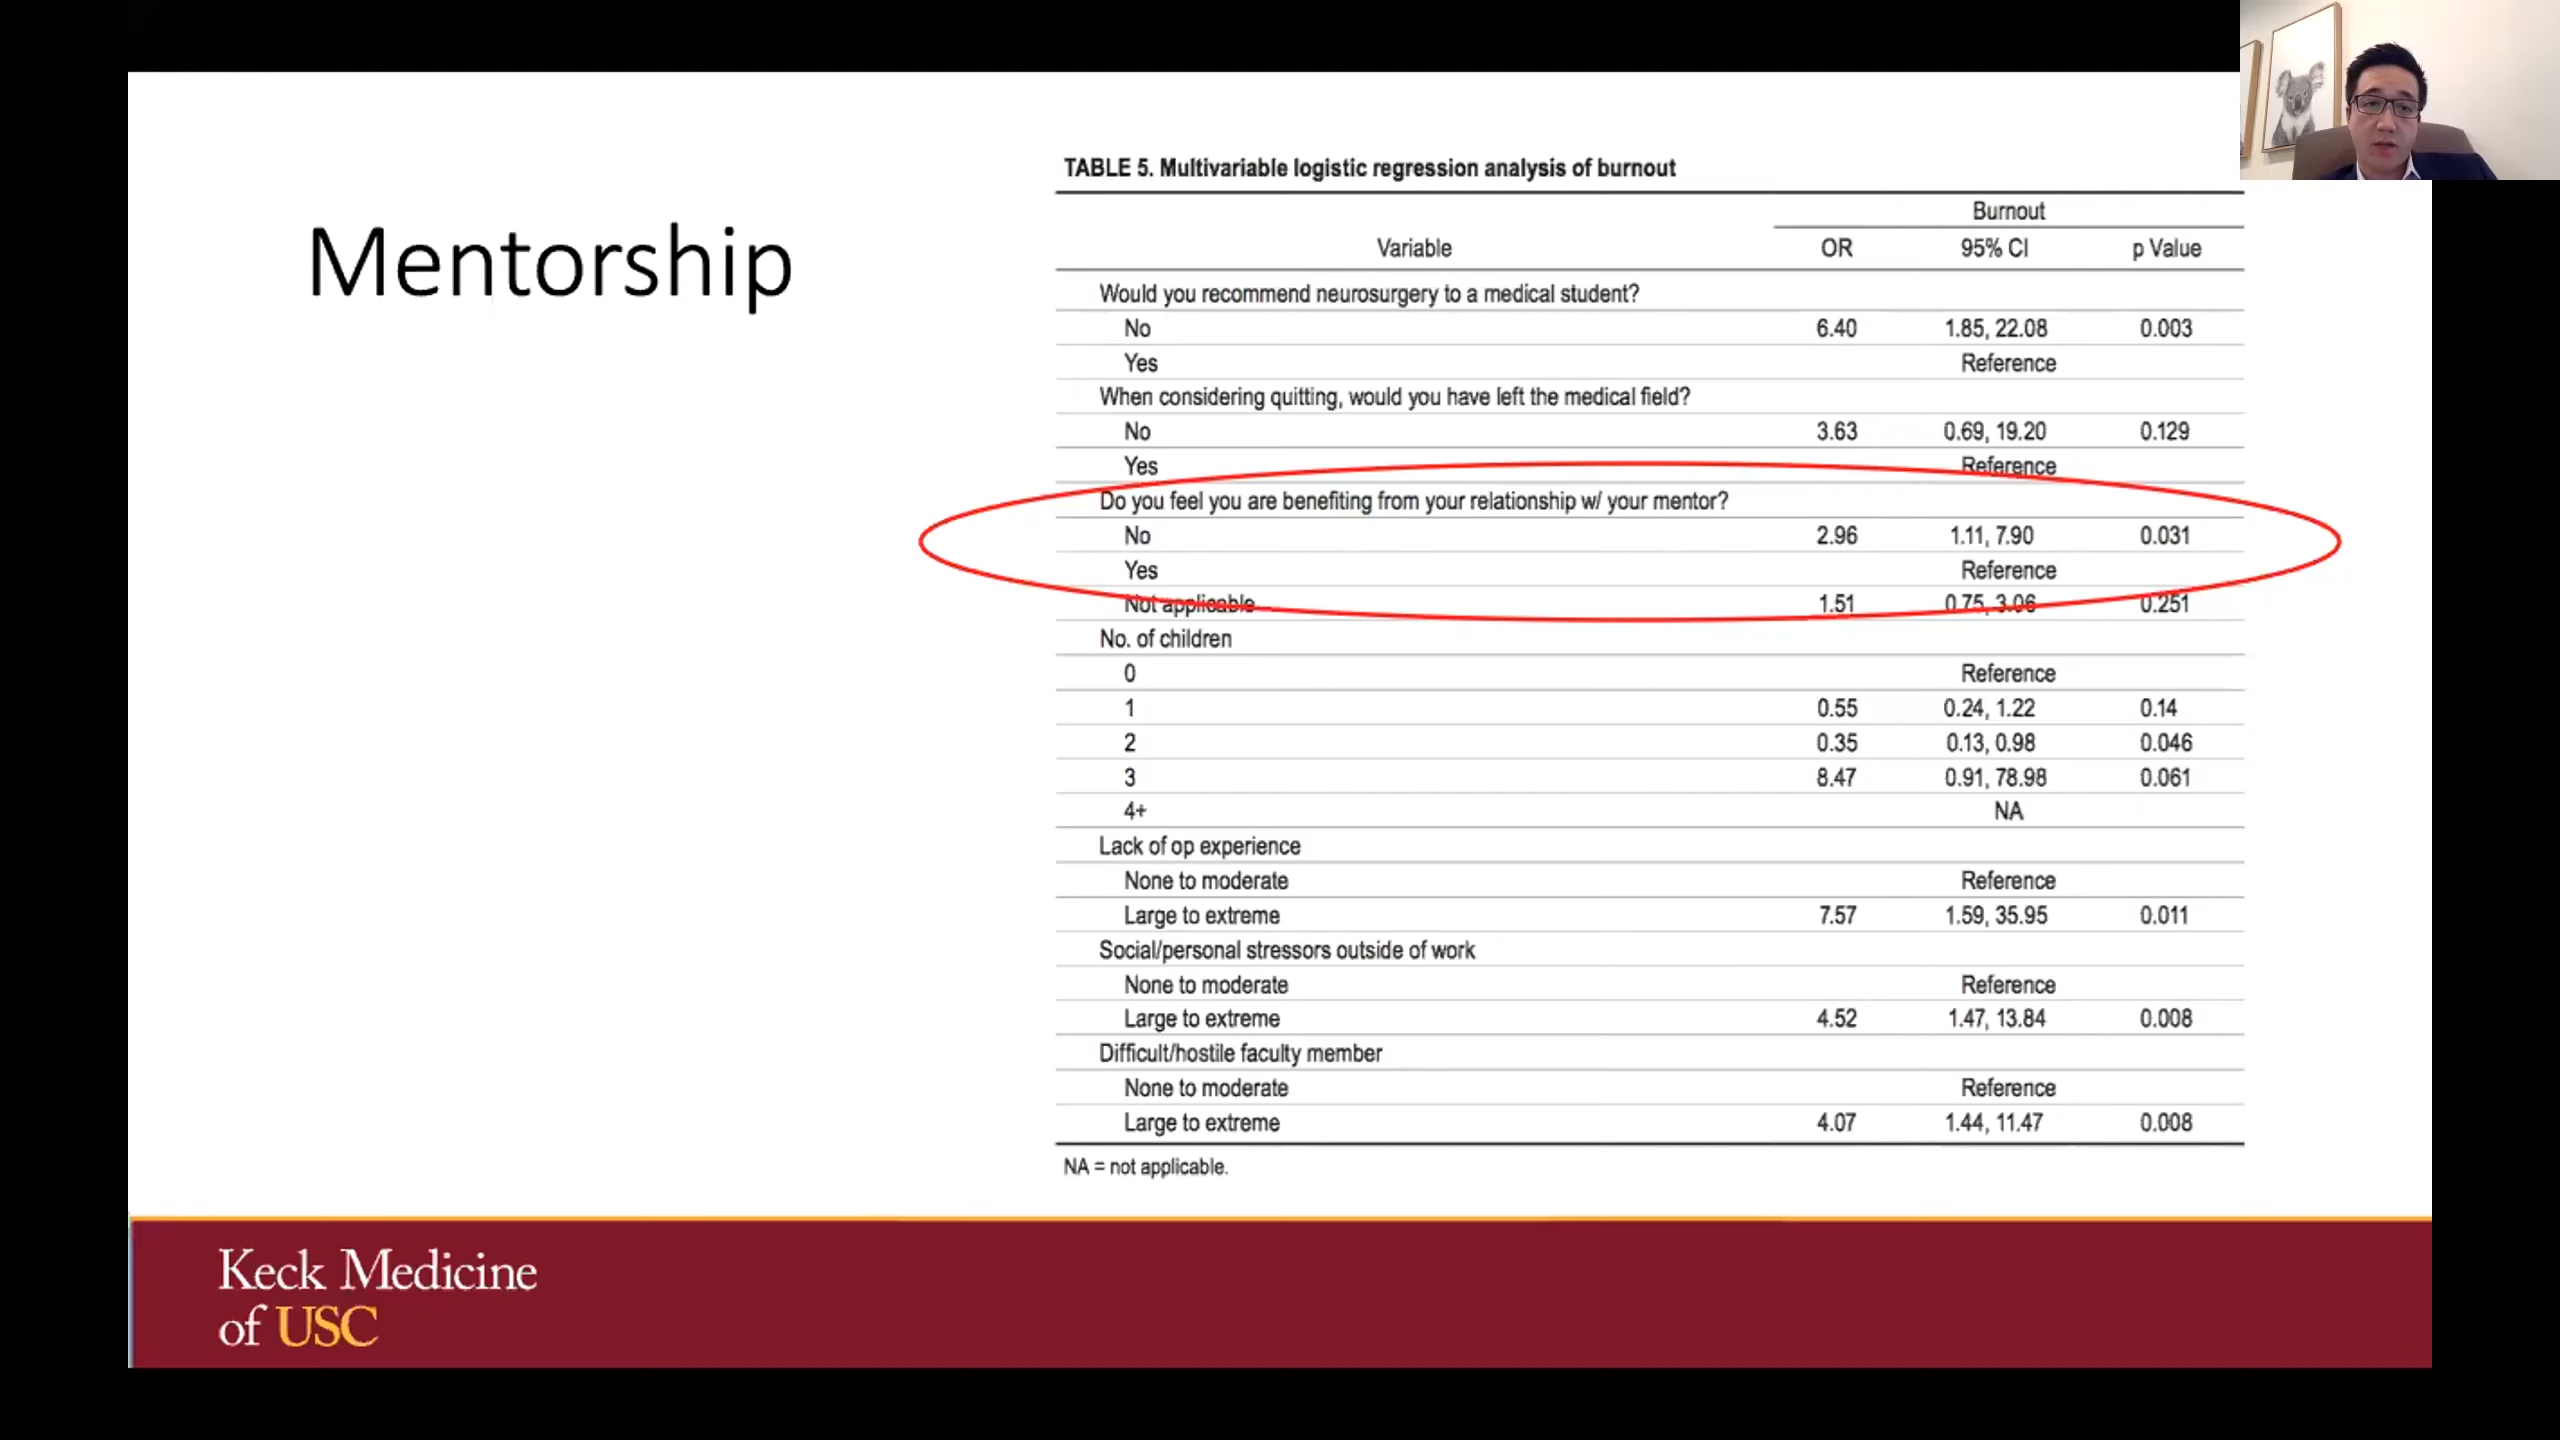 Mentorship
TABLE 5. Multivariable logistic regression analysis of burnout
Burnout
Variable OR 95% CI p Value
Would you recommend neurosurgery to a medical student?
No 6.40 1.85, 22.08 0.003
Yes Reference
When considering quitting, would you have left the medical field?
No 3.63 0.69, 19.20 0.129
Yes Reference
Do you feel you are benefiting from your relationship w/ your mentor?
No 2.96 1.11, 7.90 0.031
Yes Reference
Not applicable 1.51 0.75, 3.06 0.251
No. of children
0 Reference
1 0.55 0.24, 1.22 0.14
2 0.35 0.13, 0.98 0.046
3 8.47 0.91, 78.98 0.061
4+ NA
Lack of op experience
None to moderate Reference
Large to extreme 7.57 1.59, 35.95 0.011
Social/personal stressors outside of work
None to moderate Reference
Large to extreme 4.52 1.47, 13.84 0.008
Difficult/hostile faculty member
None to moderate Reference
Large to extreme 4.07 1.44, 11.47 0.008
NA = not applicable.
Keck Medicine
of USC